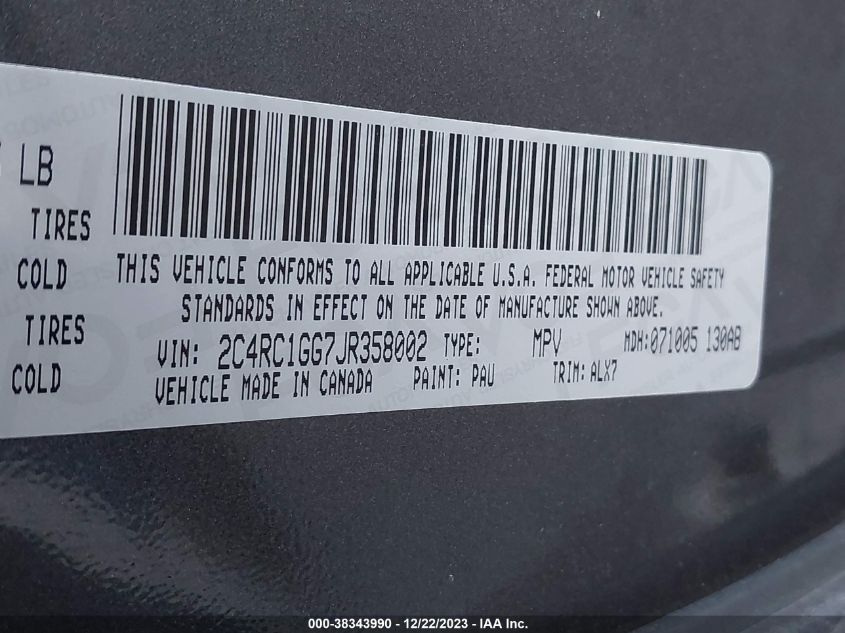 LB
TIRES
COLD
TIRES
COLD
THIS VEHICLE CONFORMS TO ALL APPLICABLE U.S.A. FEDERAL MOTOR VEHICLE SAFETY
STANDARDS IN EFFECT ON THE DATE OF MANUFACTURE SHOWN ABOVE.
VIN: 2C4RC1GG7JR358002 TYPE: MPV MDH: 071005 130AB
VEHICLE MADE IN CANADA PAINT: PAU TRIM: ALX7
000-38343990 - 12/22/2023 - IAA Inc.